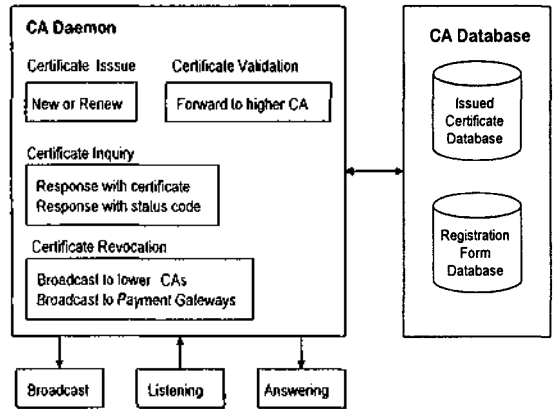 CA Daemon
Certificate Isssue
Certificate Validation
New or Renew
Forward to higher CA
Certificate Inquiry
Response with certificate
Response with status code
Certificate Revocation
Broadcast to lower CAs
Broadcast to Payment Gateways
CA Database
Issued
Certificate
Database
Registration
Form
Database
Broadcast
Listening
Answering